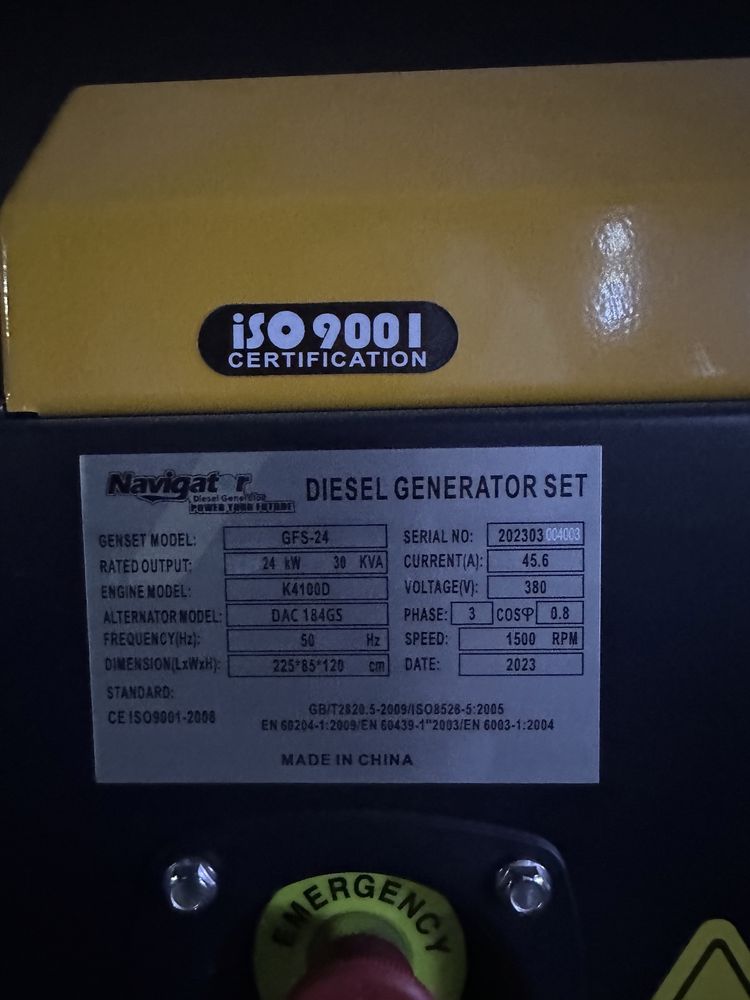 iSO 9001
CERTIFICATION
Navigator
Diesel Generator
POWER YOUR FUTURE
DIESEL GENERATOR SET
GENSET MODEL: GFS-24 SERIAL NO: 202303 004003
RATED OUTPUT: 24 kW 30 KVA CURRENT(A): 45.6
ENGINE MODEL: K4100D VOLTAGE(V): 380
ALTERNATOR MODEL: DAC 184GS PHASE: 3 COSφ 0.8
FREQUENCY(Hz): 50 Hz SPEED: 1500 RPM
DIMENSION(LxWxH): 225*85*120 cm DATE: 2023
STANDARD:
CE ISO9001-2008 GB/T2820.5-2009/ISO8528-5:2005
EN 60204-1:2009/EN 60439-1"2003/EN 6003-1:2004
MADE IN CHINA
EMERGENCY